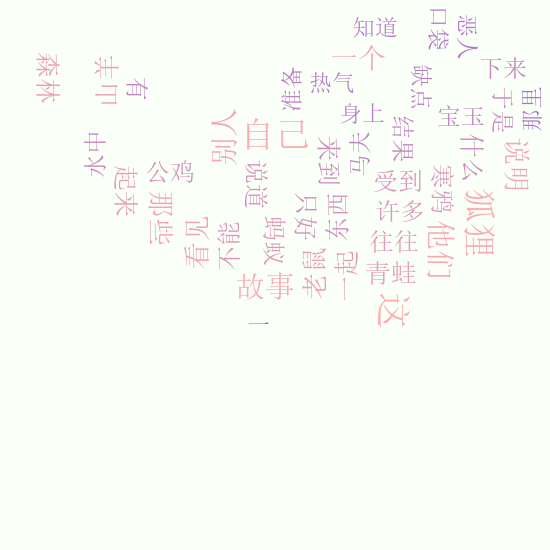 恶人
口袋
知道
一个
下来
森林
羊
山
有
准备
热气
缺点
于是
面
身上
宝玉
水中
别人
自己
来到
马夫
结果
什么
说明
起来
公鸡
说道
受到
寒鸦
那些
只好
东西
许多
狐狸
看见
不能
蚂蚁
往往
他们
老鼠
一起
青蛙
故事
这
一